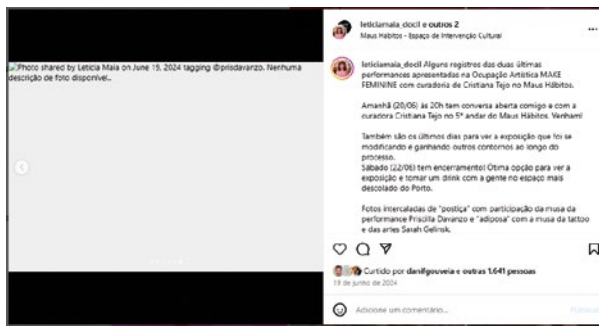 leticiamaia_docil e outros 2
Maus Hábitos - Espaço de Intervenção Cultural
Photo shared by Leticia Maia on June 19, 2024 tagging @prisdavanzo. Nenhuma
descrição de foto disponível..
leticiamaia_docil Alguns registros das duas últimas
performances apresentadas na Ocupação Artística MAKE
FEMININE com curadoria de Cristiana Tejo no Maus Hábitos.
Amanhã (20/06) às 20h tem conversa aberta comigo e com a
curadora Cristiana Tejo no 5º andar do Maus Hábitos. Venham!
Também são os últimos dias para ver a exposição que foi se
modificando e ganhando outros contornos ao longo do
processo.
Sábado (22/06) tem encerramento! Ótima opção para ver a
exposição e tomar um drink com a gente no espaço mais
descolado do Porto.
Fotos intercaladas de "postiça" com participação da musa da
performance Priscilla Davanzo e "adiposa" com a musa da tattoo
e das artes Sarah Gelinsk.
Curtido por danifgouveia e outras 1.641 pessoas
19 de junho de 2024
Adicione um comentário...
Publicar